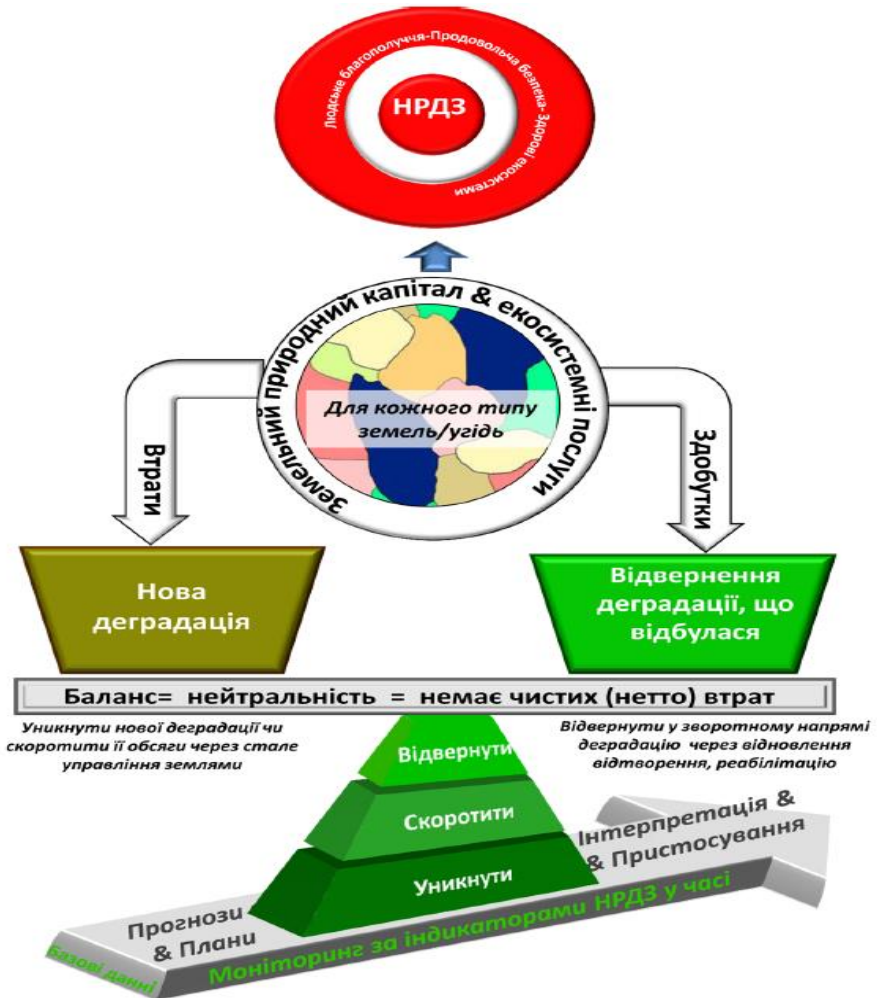 Людське благополуччя-Продовольча безпека- Здорові екосистеми
НРДЗ
Земельний природний капітал & екосистемні послуги
Для кожного типу
земель/угідь
Втрати
Здобутки
Нова
деградація
Відвернення
деградації, що
відбулася
Баланс= нейтральність = немає чистих (нетто) втрат
Уникнути нової деградації чи
скоротити її обсяги через стале
управління землями
Відвернути у зворотному напрямі
деградацію через відновлення
відтворення, реабілітацію
Відвернути
Скоротити
Уникнути
Інтерпретація &
& Пристосування
Прогнози
& Плани
Базові данні
Моніторинг за індикаторами НРДЗ у часі